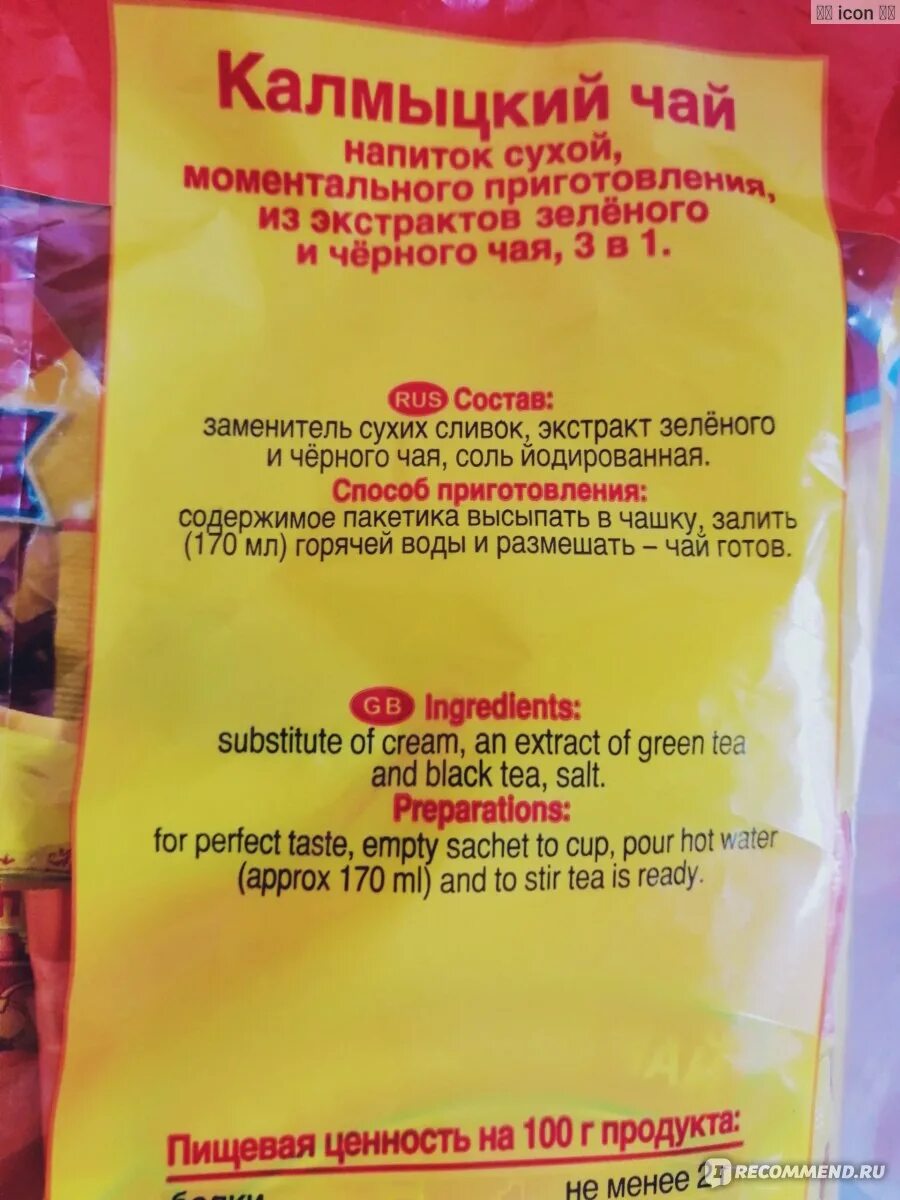 icon
Калмыцкий чай
напиток сухой,
моментального приготовления,
из экстрактов зелёного
и чёрного чая, 3 в 1.
RUS Состав:
заменитель сухих сливок, экстракт зелёного
и чёрного чая, соль йодированная.
Способ приготовления:
содержимое пакетика высыпать в чашку, залить
(170 мл) горячей воды и размешать – чай готов.
GB Ingredients:
substitute of cream, an extract of green tea
and black tea, salt.
Preparations:
for perfect taste, empty sachet to cup, pour hot water
(approx 170 ml) and to stir tea is ready.
Пищевая ценность на 100 г продукта:
белки не менее
RECOMMEND.RU